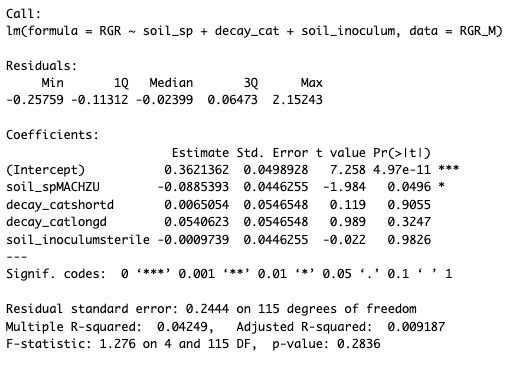 Call:
lm(formula = RGR ~ soil_sp + decay_cat + soil_inoculum, data = RGR_M)
Residuals:
Min 1Q Median 3Q Max
-0.25759 -0.11312 -0.02399 0.06473 2.15243
Coefficients:
Estimate Std. Error t value Pr(>|t|)
(Intercept) 0.3621362 0.0498928 7.258 4.97e-11 ***
soil_spMACHZU -0.0885393 0.0446255 -1.984 0.0496 *
decay_catshortd 0.0065054 0.0546548 0.119 0.9055
decay_catlongd 0.0540623 0.0546548 0.989 0.3247
soil_inoculumsterile -0.0009739 0.0446255 -0.022 0.9826
---
Signif. codes: 0 ‘***’ 0.001 ‘**’ 0.01 ‘*’ 0.05 ‘.’ 0.1 ‘ ’ 1
Residual standard error: 0.2444 on 115 degrees of freedom
Multiple R-squared: 0.04249, Adjusted R-squared: 0.009187
F-statistic: 1.276 on 4 and 115 DF, p-value: 0.2836